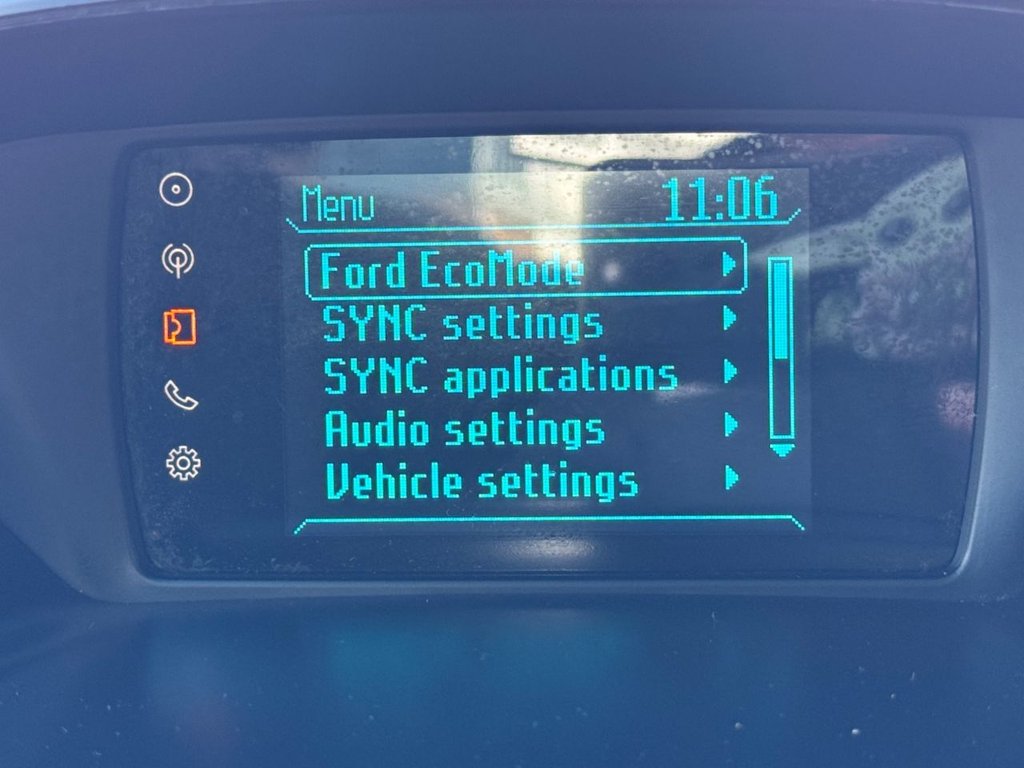 Menu 11:06
Ford EcoMode
SYNC settings
SYNC applications
Audio settings
Vehicle settings